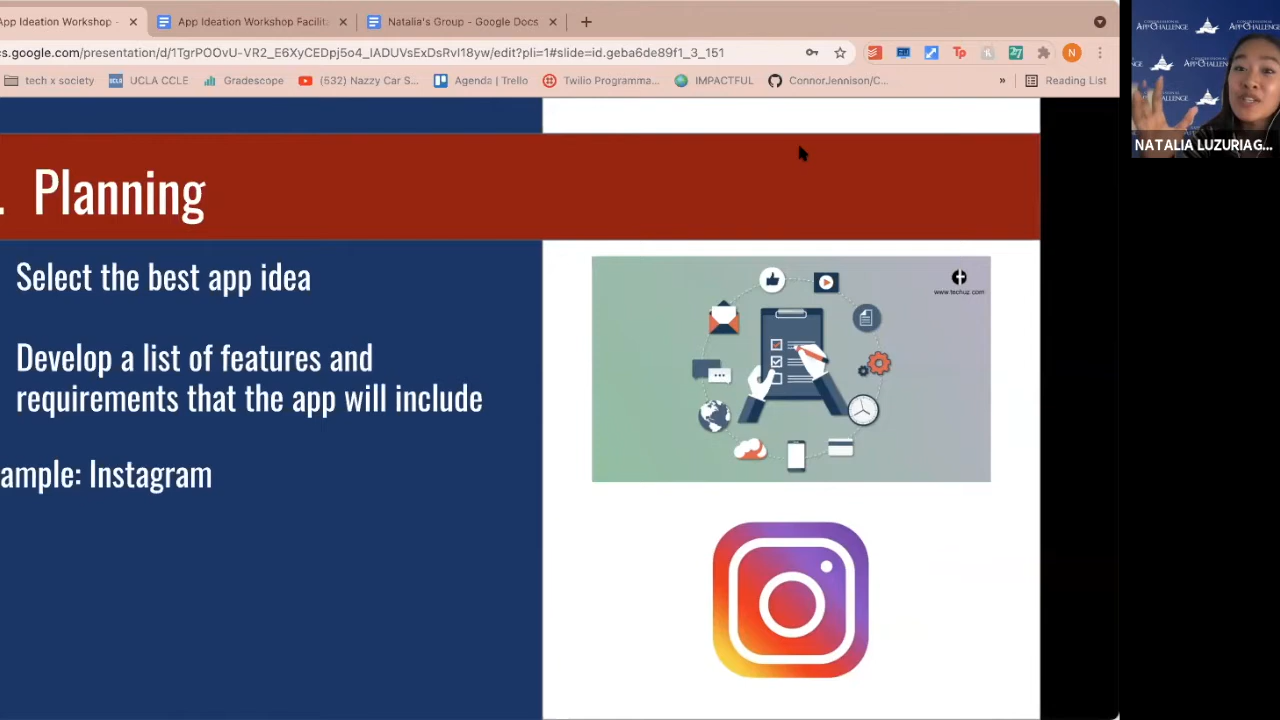 App Ideation Workshop -
App Ideation Workshop Facilit
Natalia's Group - Google Docs
cs.google.com/presentation/d/1TgrPOOvU-VR2_E6XyCEDpj5o4_IADUVsExDsRvI18yw/edit?pli=1#slide=id.geba6de89f1_3_151
tech x society
UCLA CCLE
Gradescope
(532) Nazzy Car S...
Agenda | Trello
Twilio Programma...
IMPACTFUL
ConnorJennison/C...
»
Reading List
NATALIA LUZURIAG...
. Planning
Select the best app idea
Develop a list of features and
requirements that the app will include
ample: Instagram
www.techuz.com